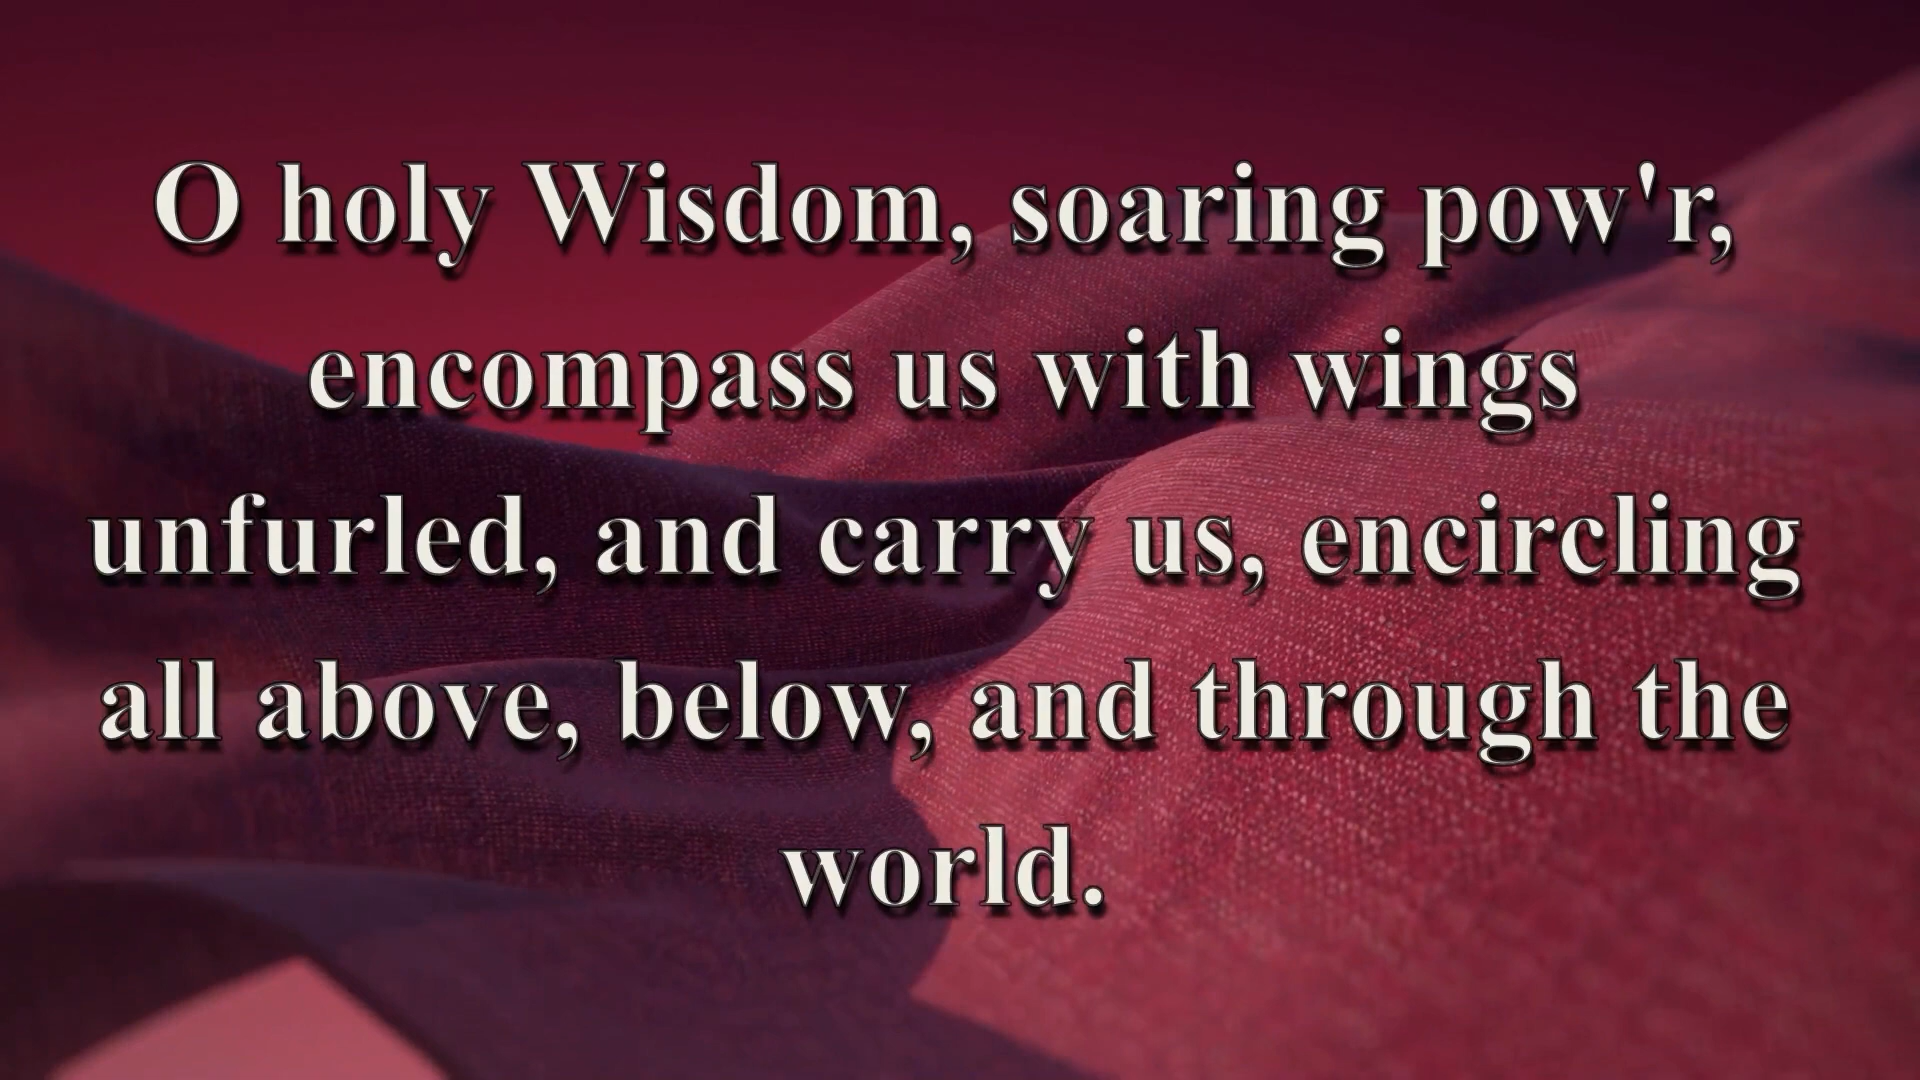 O holy Wisdom, soaring pow'r,
encompass us with wings
unfurled, and carry us, encircling
all above, below, and through the
world.